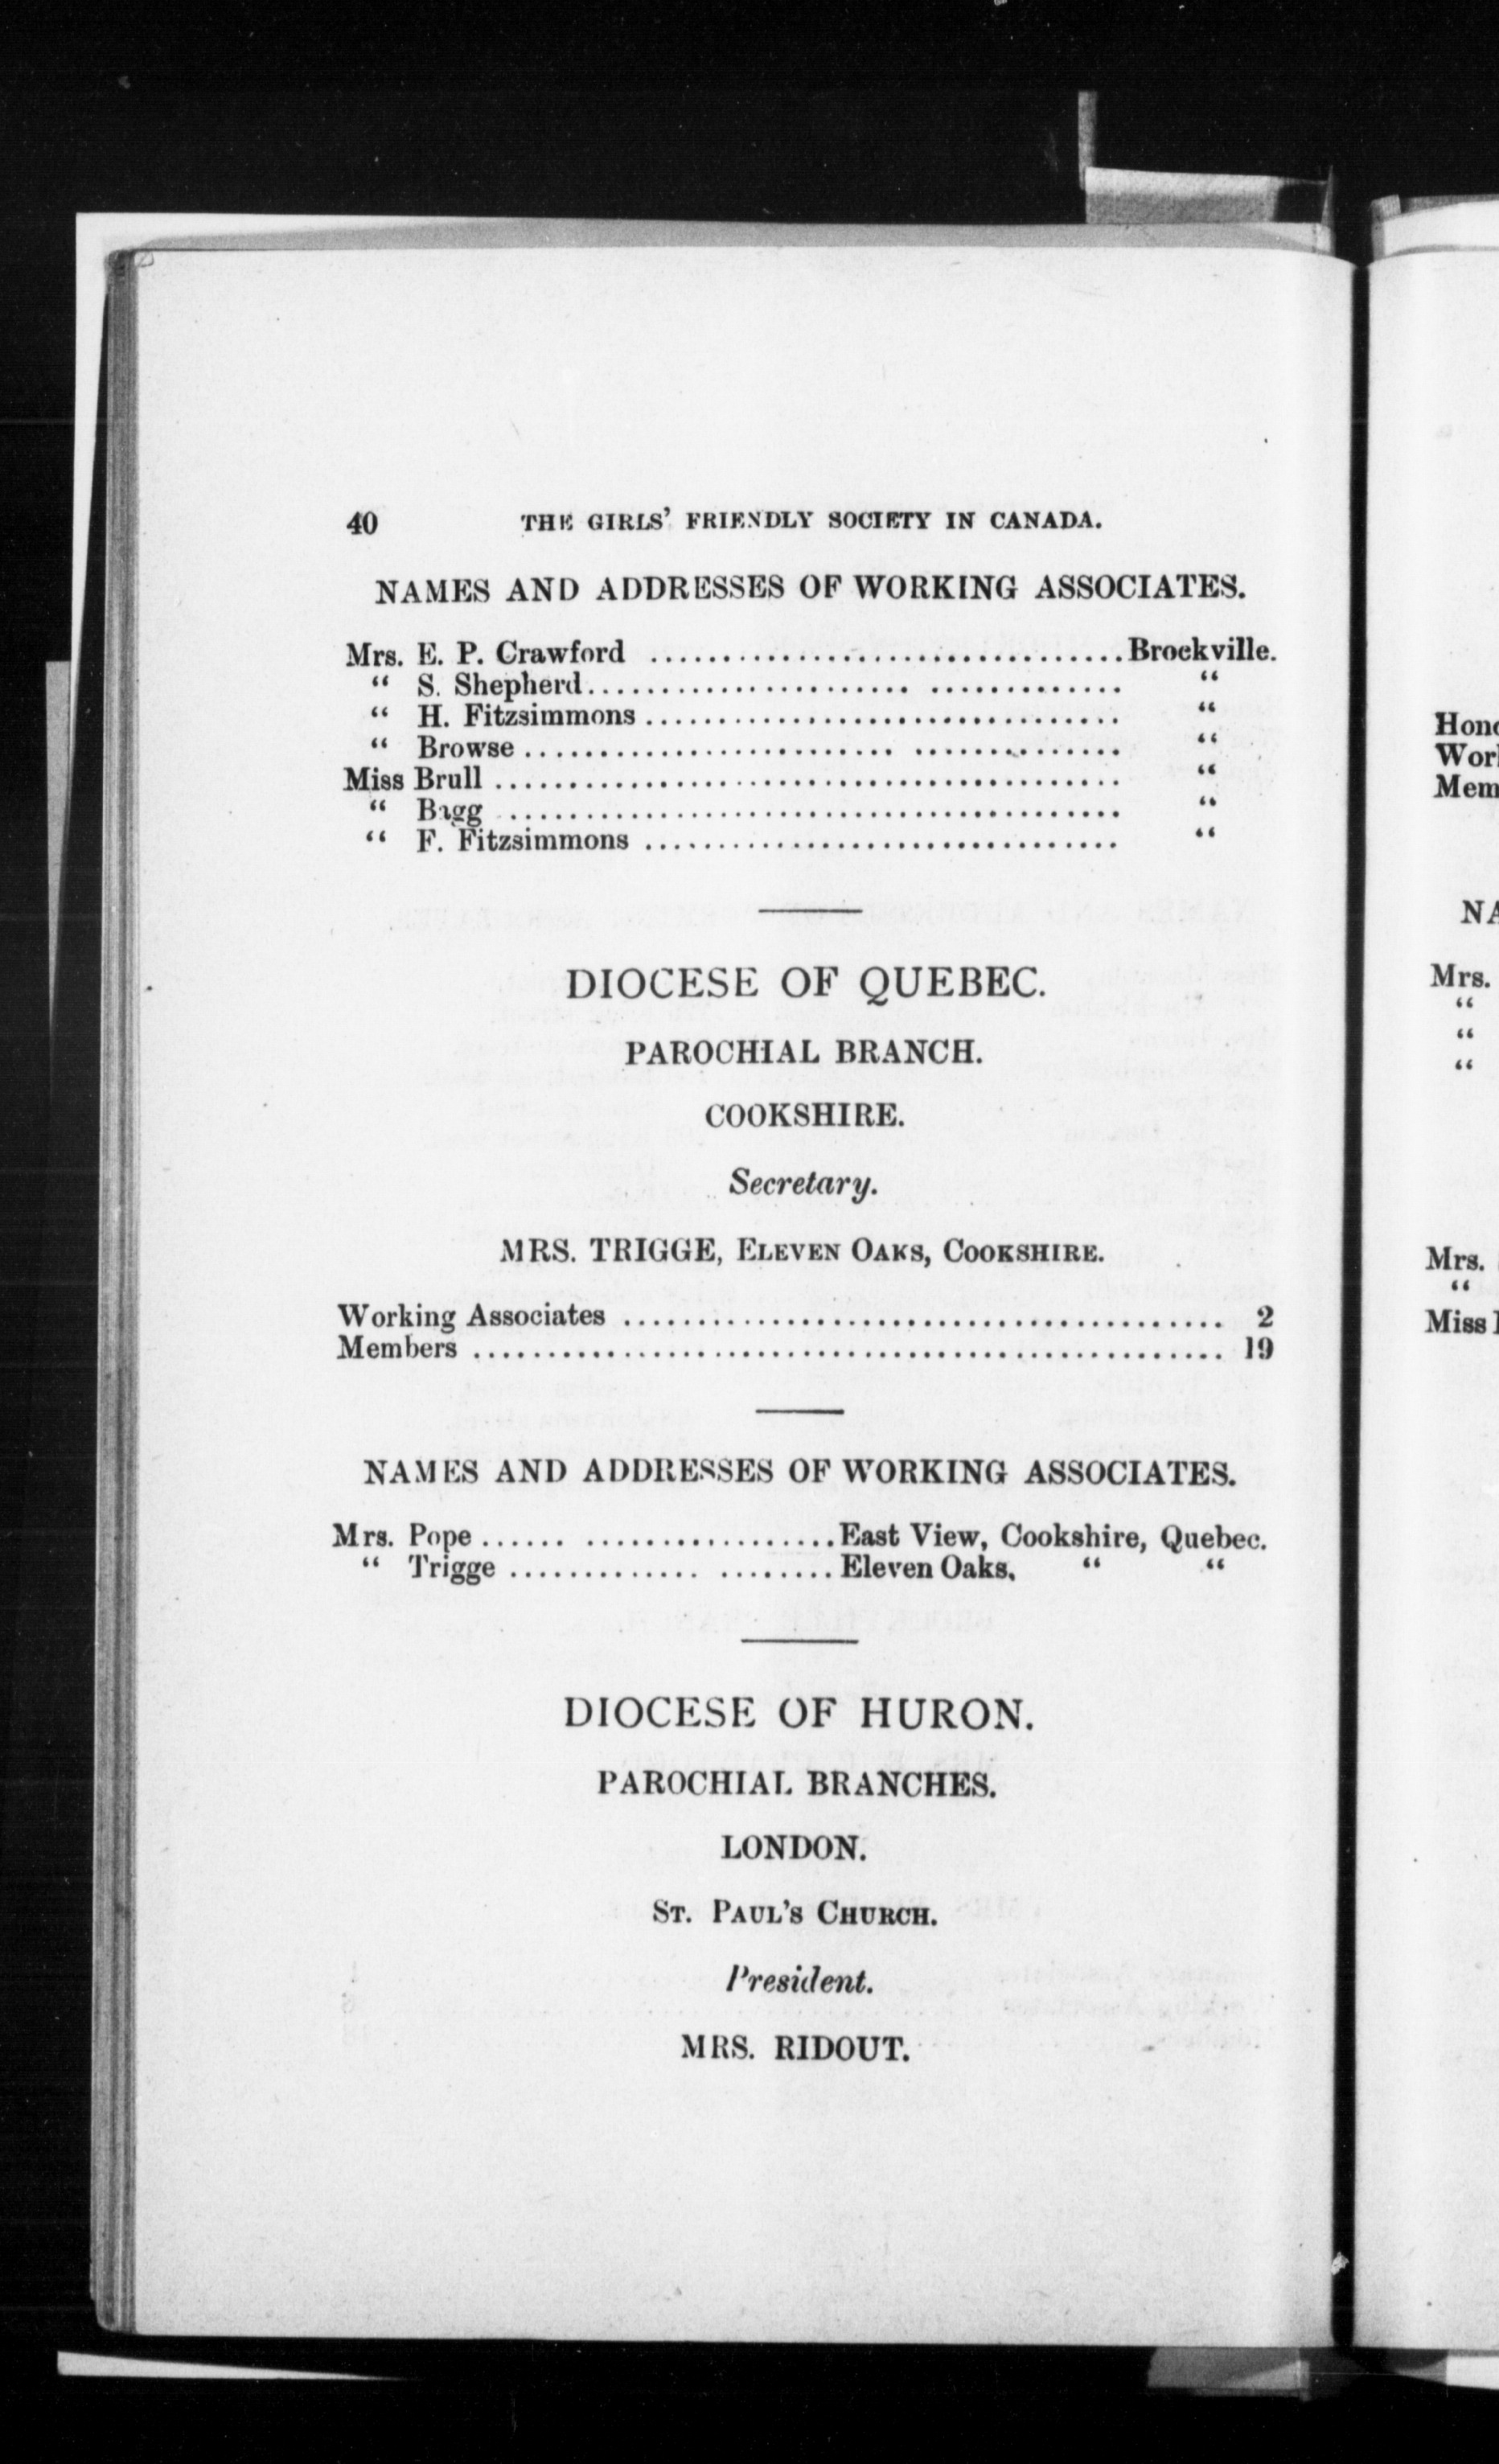 40 THE GIRLS' FRIENDLY SOCIETY IN CANADA.
NAMES AND ADDRESSES OF WORKING ASSOCIATES.
Mrs. E. P. Crawford ................................. Brockville.
“ S. Shepherd...................... ............. “
“ H. Fitzsimmons................................. “
“ Browse......................... .............. “
Miss Brull........................................... “
“ Bagg .......................................... “
“ F. Fitzsimmons ................................ “
DIOCESE OF QUEBEC.
PAROCHIAL BRANCH.
COOKSHIRE.
Secretary.
MRS. TRIGGE, ELEVEN OAKS, COOKSHIRE.
Working Associates ......................................... 2
Members ................................................... 19
NAMES AND ADDRESSES OF WORKING ASSOCIATES.
Mrs. Pope...... .................East View, Cookshire, Quebec.
“ Trigge ............. ........Eleven Oaks, “ “
DIOCESE OF HURON.
PAROCHIAL BRANCHES.
LONDON.
ST. PAUL'S CHURCH.
President.
MRS. RIDOUT.
Mrs.
“
“
“
Mrs.
“
Miss